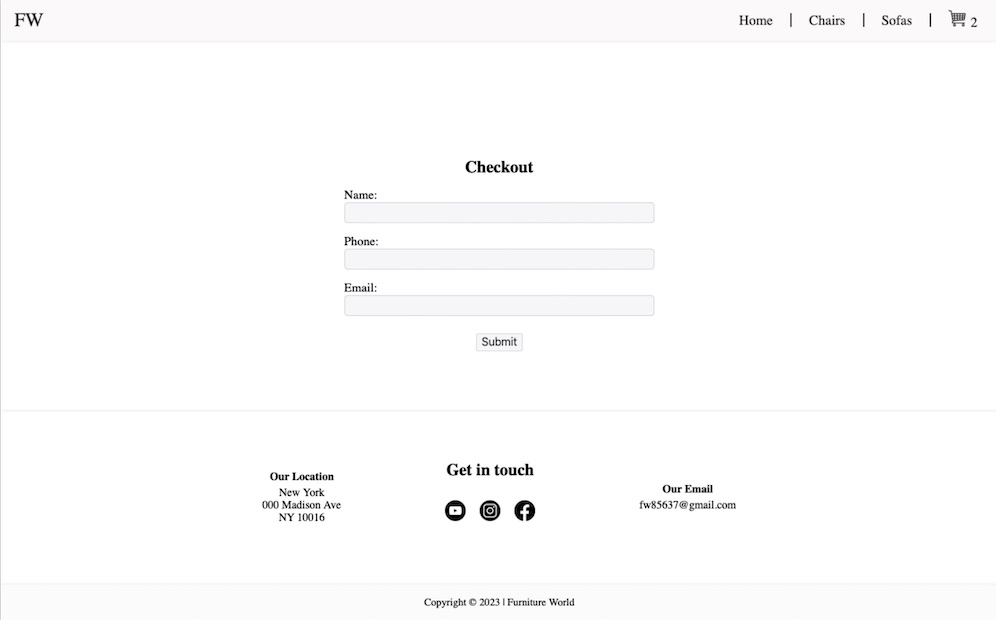 FW
Home | Chairs | Sofas | 2
Checkout
Name:
Phone:
Email:
Submit
Our Location
New York
000 Madison Ave
NY 10016
Get in touch
Our Email
fw85637@gmail.com
Copyright © 2023 | Furniture World